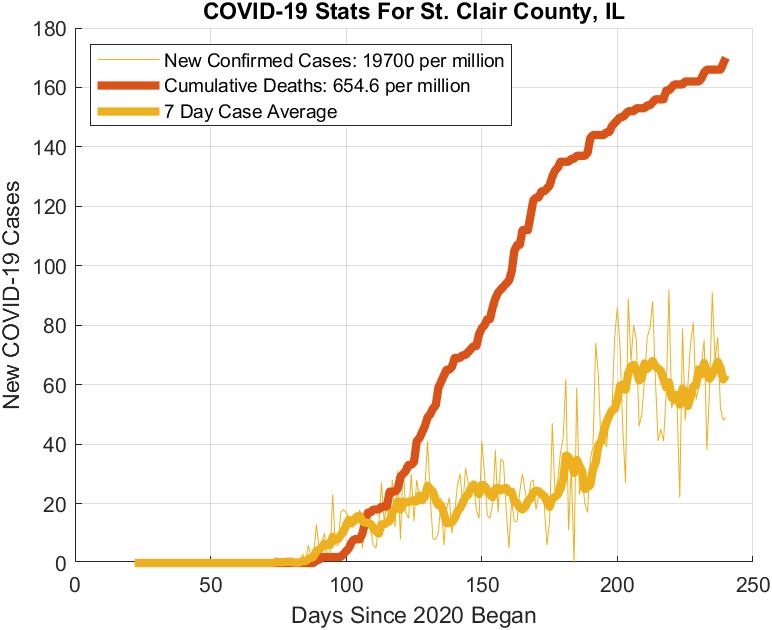 COVID-19 Stats For St. Clair County, IL
New Confirmed Cases: 19700 per million
Cumulative Deaths: 654.6 per million
7 Day Case Average
New COVID-19 Cases
180
160
140
120
100
80
60
40
20
0
0 50 100 150 200 250
Days Since 2020 Began